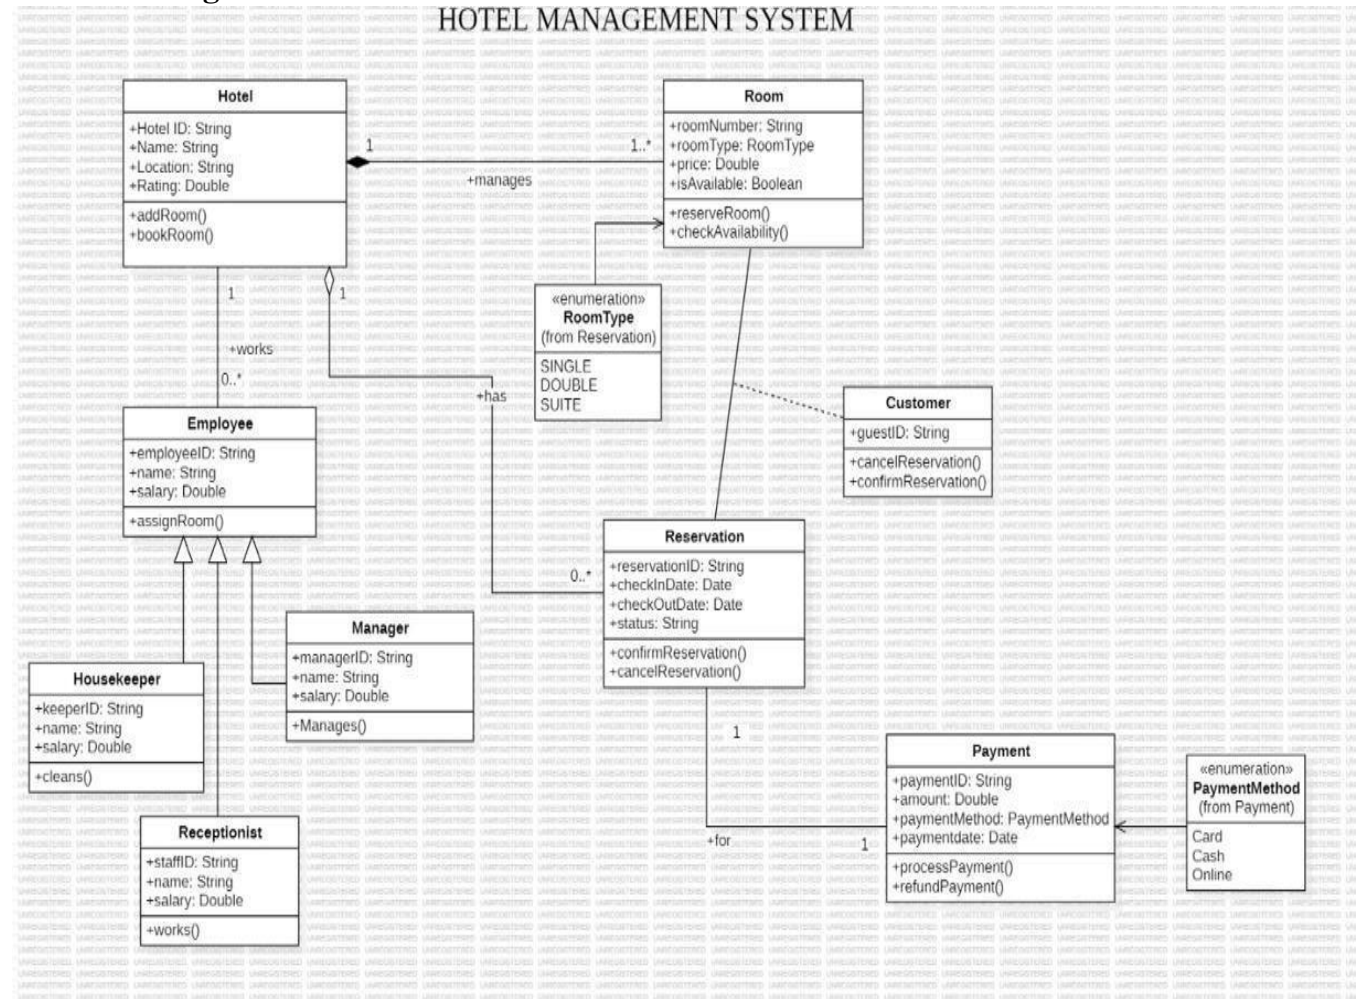 HOTEL MANAGEMENT SYSTEM
Hotel
+Hotel ID: String
+Name: String
+Location: String
+Rating: Double
+addRoom()
+bookRoom()
1
1..*
+manages
Room
+roomNumber: String
+roomType: RoomType
+price: Double
+isAvailable: Boolean
+reserveRoom()
+checkAvailability()
1
+works
0..*
1
+has
0..*
«enumeration»
RoomType
(from Reservation)
SINGLE
DOUBLE
SUITE
Customer
+guestID: String
+cancelReservation()
+confirmReservation()
Employee
+employeeID: String
+name: String
+salary: Double
+assignRoom()
Reservation
+reservationID: String
+checkInDate: Date
+checkOutDate: Date
+status: String
+confirmReservation()
+cancelReservation()
Manager
+managerID: String
+name: String
+salary: Double
+Manages()
Housekeeper
+keeperID: String
+name: String
+salary: Double
+cleans()
Receptionist
+staffID: String
+name: String
+salary: Double
+works()
1
+for
1
Payment
+paymentID: String
+amount: Double
+paymentMethod: PaymentMethod
+paymentdate: Date
+processPayment()
+refundPayment()
«enumeration»
PaymentMethod
(from Payment)
Card
Cash
Online